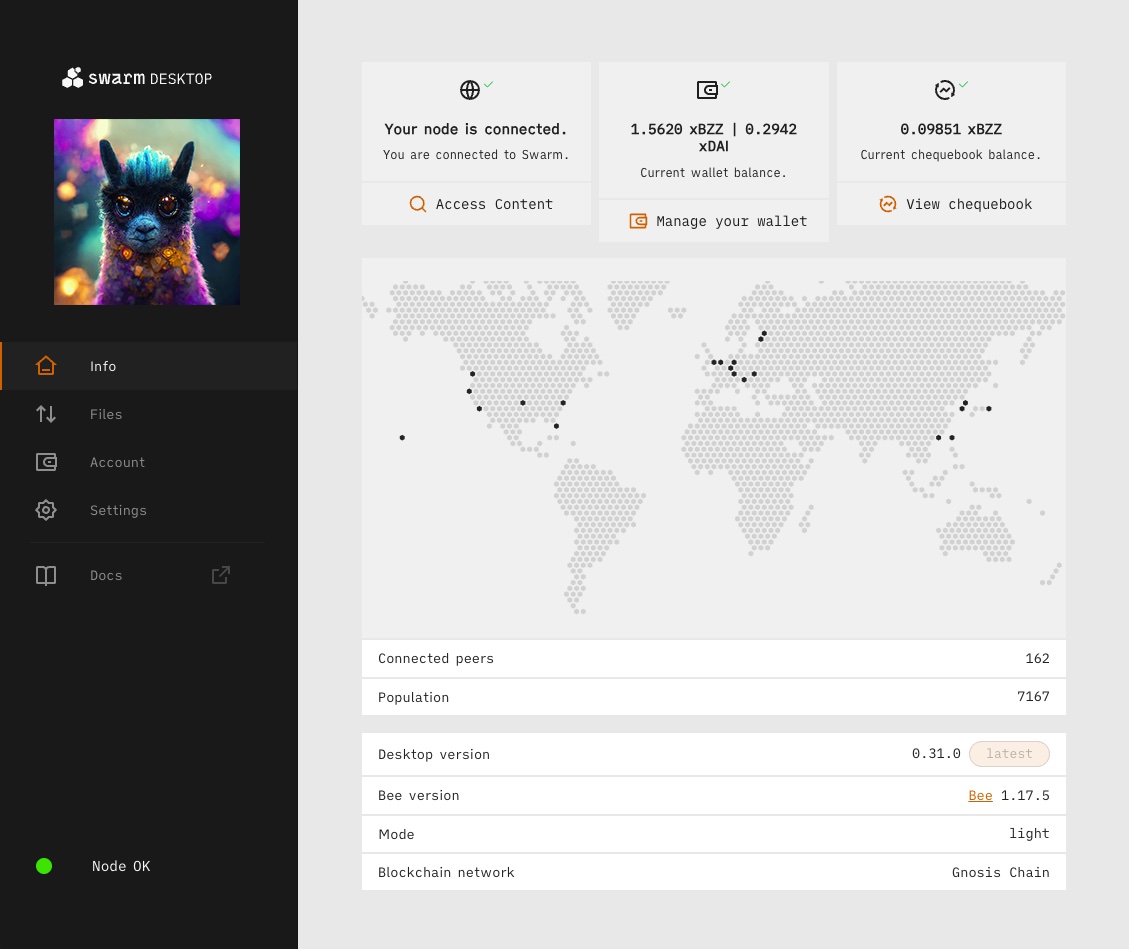 swarm DESKTOP
Info
Files
Account
Settings
Docs
Node OK
Your node is connected.
You are connected to Swarm.
Access Content
1.5620 xBZZ | 0.2942
xDAI
Current wallet balance.
Manage your wallet
0.09851 xBZZ
Current chequebook balance.
View chequebook
Connected peers 162
Population 7167
Desktop version 0.31.0 latest
Bee version Bee 1.17.5
Mode light
Blockchain network Gnosis Chain